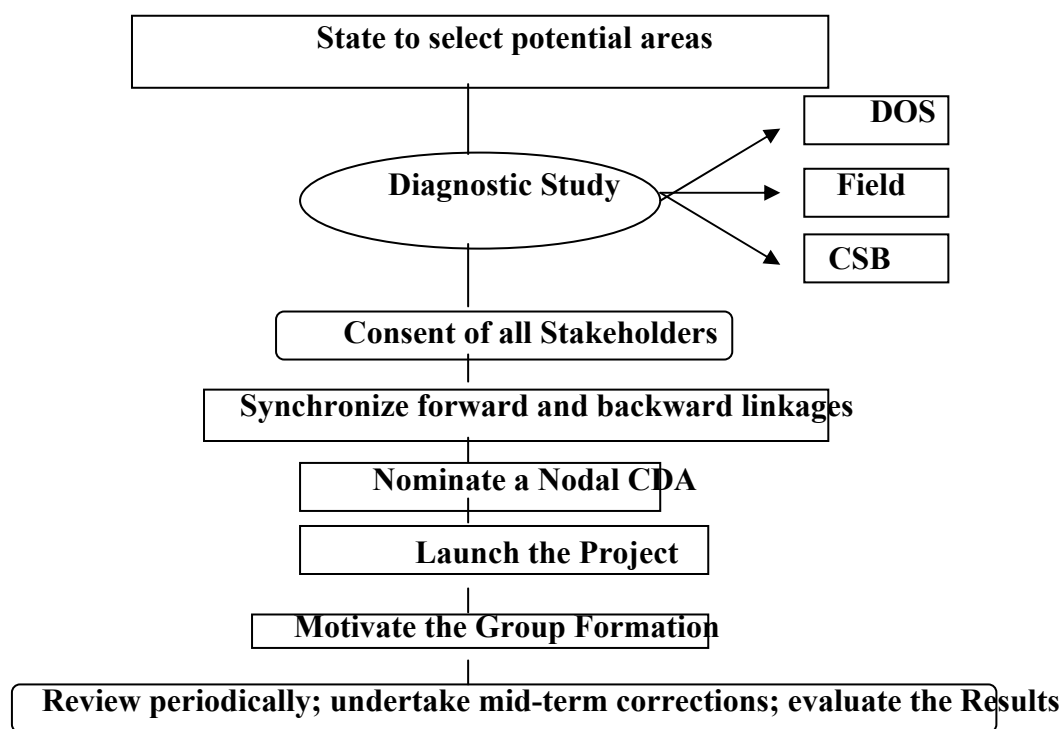 State to select potential areas
DOS
Diagnostic Study
Field
CSB
Consent of all Stakeholders
Synchronize forward and backward linkages
Nominate a Nodal CDA
Launch the Project
Motivate the Group Formation
Review periodically; undertake mid-term corrections; evaluate the Results